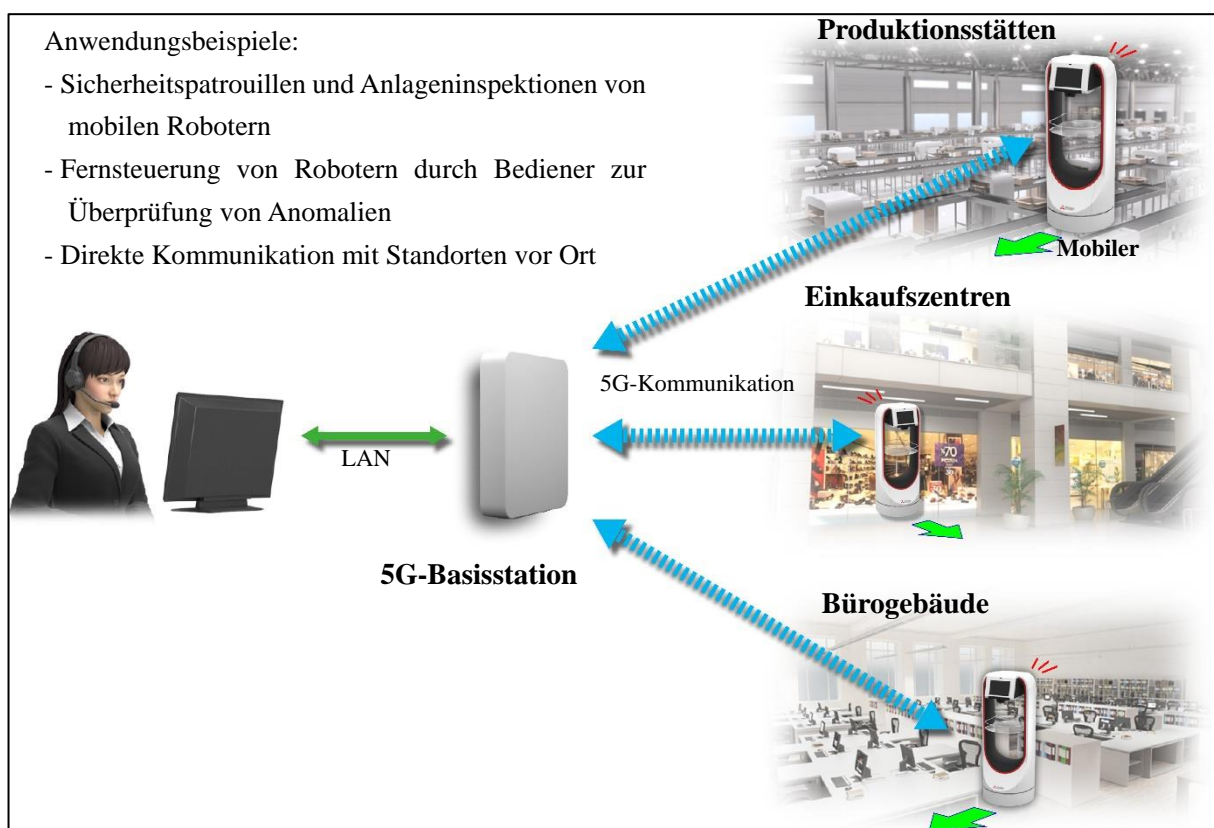 Anwendungsbeispiele:
- Sicherheitspatrouillen und Anlageninspektionen von
mobilen Robotern
- Fernsteuerung von Robotern durch Bediener zur
Überprüfung von Anomalien
- Direkte Kommunikation mit Standorten vor Ort
Produktionsstätten
Mobiler
Einkaufszentren
5G-Kommunikation
LAN
5G-Basisstation
Bürogebäude